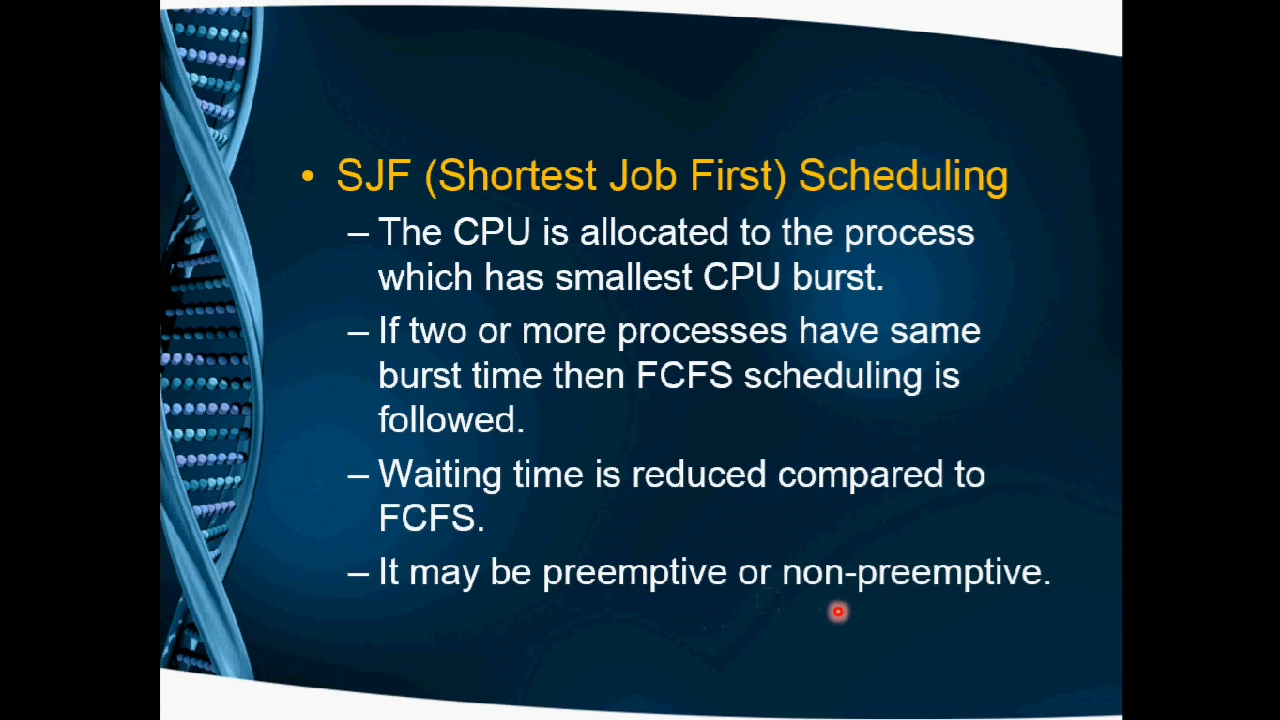 • SJF (Shortest Job First) Scheduling
– The CPU is allocated to the process
which has smallest CPU burst.
– If two or more processes have same
burst time then FCFS scheduling is
followed.
– Waiting time is reduced compared to
FCFS.
– It may be preemptive or non-preemptive.